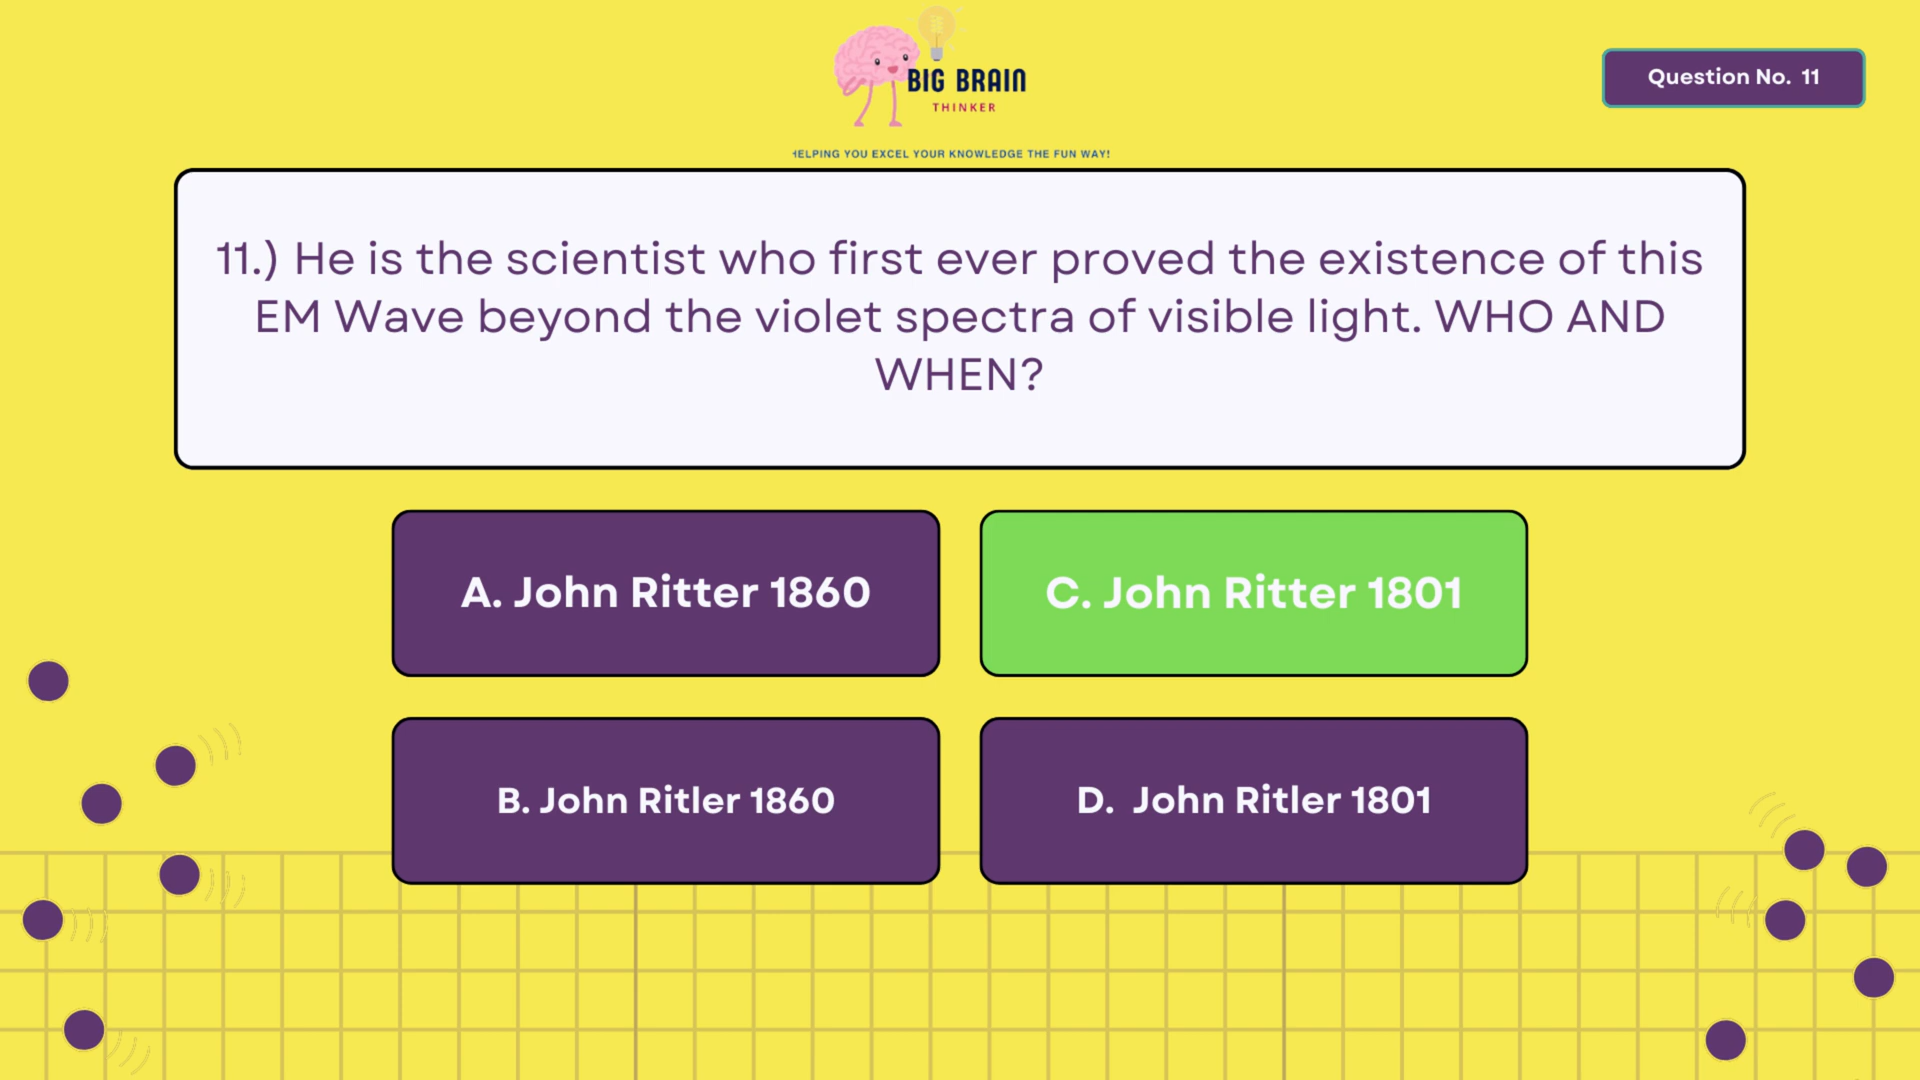 BIG BRAIN
THINKER
HELPING YOU EXCEL YOUR KNOWLEDGE THE FUN WAY!
Question No. 11
11.) He is the scientist who first ever proved the existence of this
EM Wave beyond the violet spectra of visible light. WHO AND
WHEN?
A. John Ritter 1860
C. John Ritter 1801
B. John Ritler 1860
D. John Ritler 1801